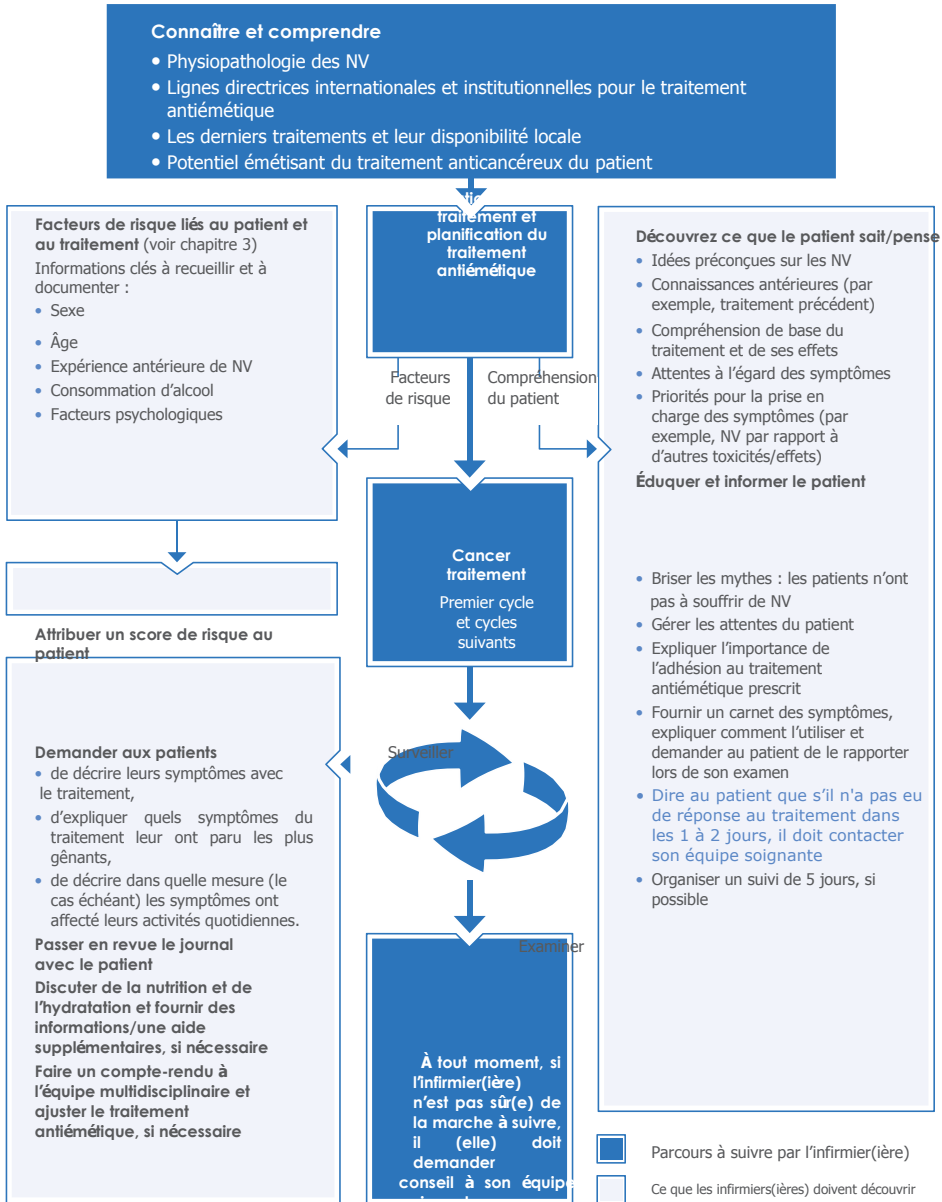 Connaître et comprendre
• Physiopathologie des NV
• Lignes directrices internationales et institutionnelles pour le traitement
antiémétique
• Les derniers traitements et leur disponibilité locale
• Potentiel émétisant du traitement anticancéreux du patient
traitement et
planification du
traitement
antiémétique
Facteurs de risque liés au patient et
au traitement (voir chapitre 3)
Informations clés à recueillir et à
documenter :
• Sexe
• Âge
• Expérience antérieure de NV
• Consommation d’alcool
• Facteurs psychologiques
Facteurs
de risque
Compréhension
du patient
Découvrez ce que le patient sait/pense
• Idées préconçues sur les NV
• Connaissances antérieures (par
exemple, traitement précédent)
• Compréhension de base du
traitement et de ses effets
• Attentes à l’égard des symptômes
• Priorités pour la prise en
charge des symptômes (par
exemple, NV par rapport à
d’autres toxicités/effets)
Éduquer et informer le patient
• Briser les mythes : les patients n’ont
pas à souffrir de NV
• Gérer les attentes du patient
• Expliquer l’importance de
l’adhésion au traitement
antiémétique prescrit
• Fournir un carnet des symptômes,
expliquer comment l’utiliser et
demander au patient de le rapporter
lors de son examen
• Dire au patient que s’il n'a pas eu
de réponse au traitement dans
les 1 à 2 jours, il doit contacter
son équipe soignante
• Organiser un suivi de 5 jours, si
possible
Cancer
traitement
Premier cycle
et cycles
suivants
Attribuer un score de risque au
patient
Surveiller
Demander aux patients
• de décrire leurs symptômes avec
le traitement,
• d’expliquer quels symptômes du
traitement leur ont paru les plus
gênants,
• de décrire dans quelle mesure (le
cas échéant) les symptômes ont
affecté leurs activités quotidiennes.
Passer en revue le journal
avec le patient
Discuter de la nutrition et de
l’hydratation et fournir des
informations/une aide
supplémentaires, si nécessaire
Faire un compte-rendu à
l’équipe multidisciplinaire et
ajuster le traitement
antiémétique, si nécessaire
Examiner
À tout moment, si
l’infirmier(ière)
n’est pas sûr(e) de
la marche à suivre,
il (elle) doit
demander
conseil à son équipe
Parcours à suivre par l’infirmier(ière)
Ce que les infirmiers(ières) doivent découvrir